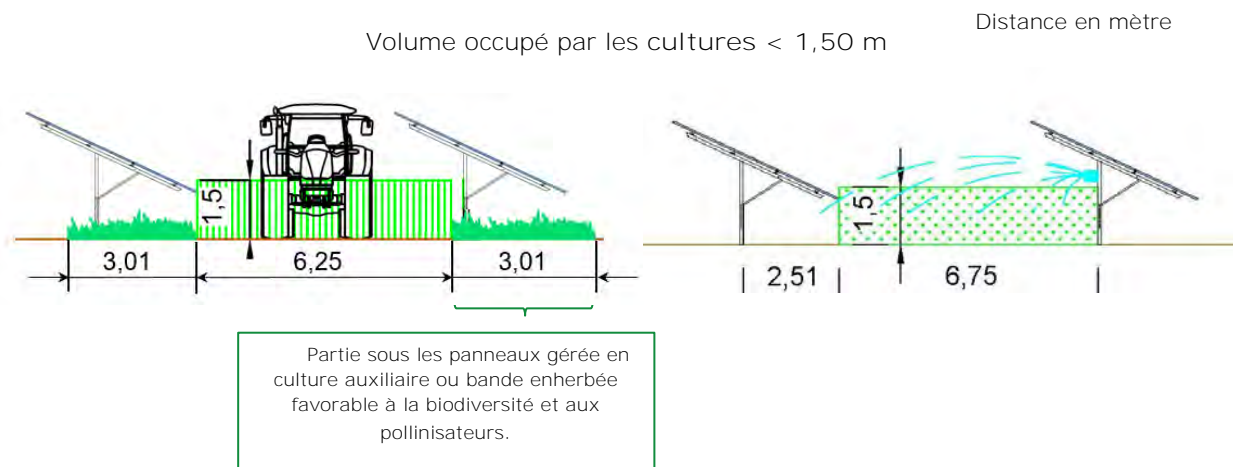 Distance en mètre
Volume occupé par les cultures < 1,50 m
1,5
3,01
6,25
3,01
1,5
2,51
6,75
Partie sous les panneaux gérée en
culture auxiliaire ou bande enherbée
favorable à la biodiversité et aux
pollinisateurs.